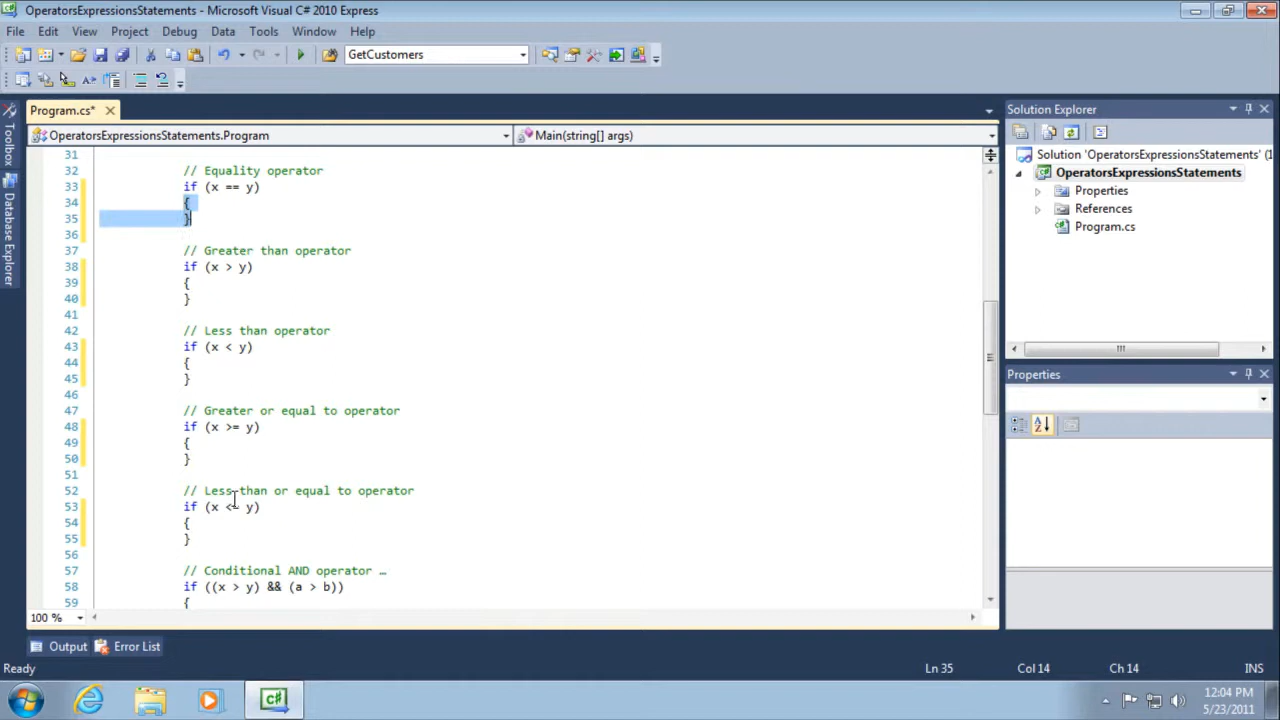 OperatorsExpressionsStatements - Microsoft Visual C# 2010 Express
File Edit View Project Debug Data Tools Window Help
GetCustomers
Program.cs*
OperatorsExpressionsStatements.Program
Main(string[] args)
Toolbox
Database Explorer
31
32 // Equality operator
33 if (x == y)
34 {
35 }
36
37 // Greater than operator
38 if (x > y)
39 {
40 }
41
42 // Less than operator
43 if (x < y)
44 {
45 }
46
47 // Greater or equal to operator
48 if (x >= y)
49 {
50 }
51
52 // Less than or equal to operator
53 if (x <= y)
54 {
55 }
56
57 // Conditional AND operator …
58 if ((x > y) && (a > b))
59 {
100 %
Solution Explorer
Solution 'OperatorsExpressionsStatements' (1
OperatorsExpressionsStatements
Properties
References
Program.cs
Properties
Output Error List
Ready
Ln 35 Col 14 Ch 14 INS
12:04 PM
5/23/2011